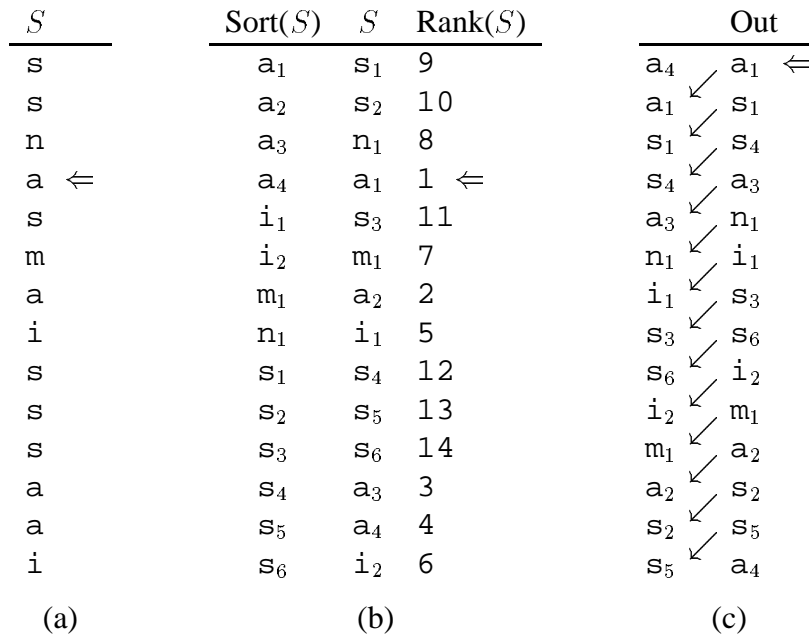 S Sort(S) S Rank(S) Out
s a₁ s₁ 9 a₄ ↙ a₁ ⇐
s a₂ s₂ 10 a₁ ↙ s₁
n a₃ n₁ 8 s₁ ↙ s₄
a ⇐ a₄ a₁ 1 ⇐ s₄ ↙ a₃
s i₁ s₃ 11 a₃ ↙ n₁
m i₂ m₁ 7 n₁ ↙ i₁
a m₁ a₂ 2 i₁ ↙ s₃
i n₁ i₁ 5 s₃ ↙ s₆
s s₁ s₄ 12 s₆ ↙ i₂
s s₂ s₅ 13 i₂ ↙ m₁
s s₃ s₆ 14 m₁ ↙ a₂
a s₄ a₃ 3 a₂ ↙ s₂
a s₅ a₄ 4 s₂ ↙ s₅
i s₆ i₂ 6 s₅ a₄
(a) (b) (c)